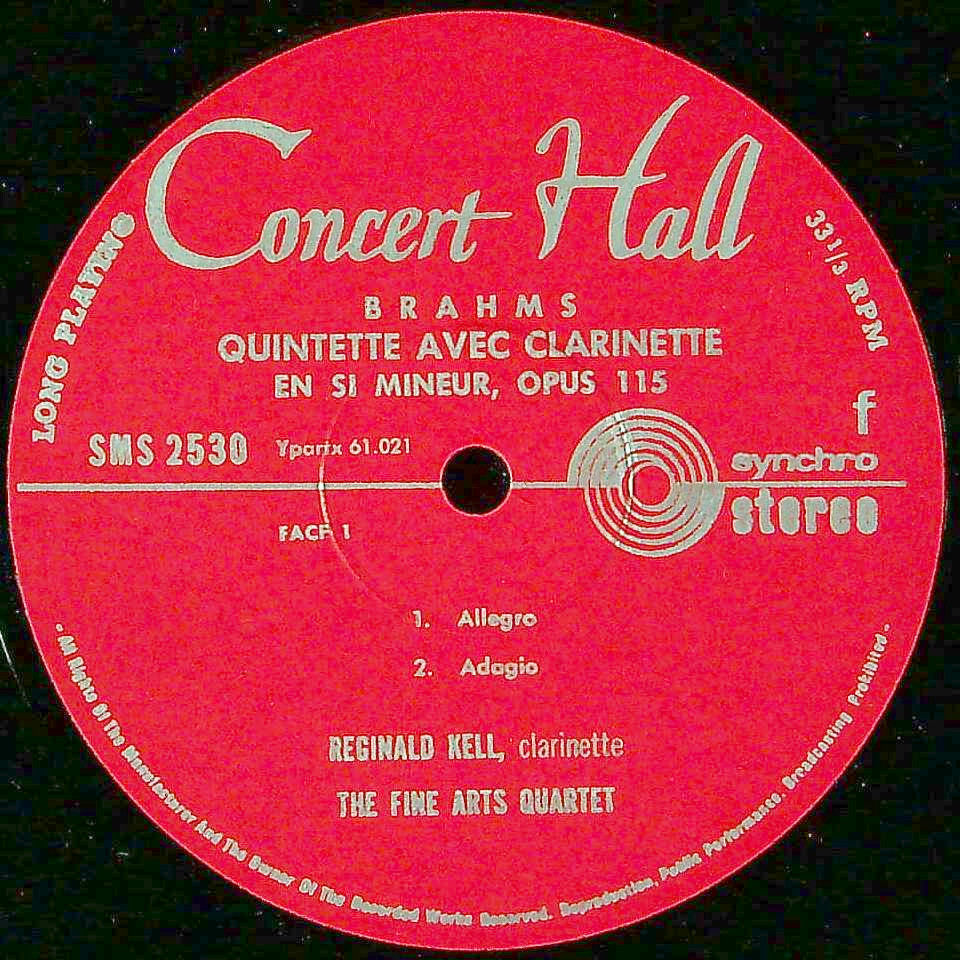 Concert Hall
LONG PLAYING
33 1/3 RPM
BRAHMS
QUINTETTE AVEC CLARINETTE
EN SI MINEUR, OPUS 115
SMS 2530
61.021
f
synchro
stereo
FACE 1
1. Allegro
2. Adagio
REGINALD KELL, clarinette
THE FINE ARTS QUARTET
- All Rights Of The Manufacturer And The Owner Of The Recorded Works Reserved. Reproduction, Public Performance, Broadcasting Prohibited -